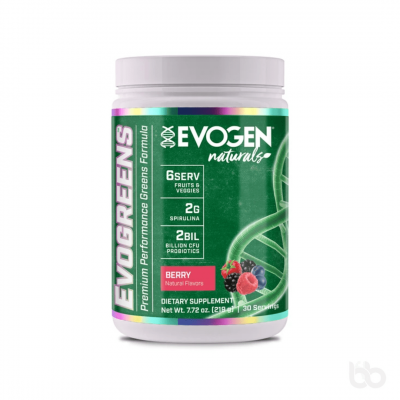 EVOGREENS
Premium Performance Greens Formula
EVOGEN
naturals
6SERV
FRUITS &
VEGGIES
2G
SPIRULINA
2BIL
BILLION CFU
PROBIOTICS
BERRY
Natural Flavors
DIETARY SUPPLEMENT
Net Wt. 7.72 oz. (219 g) | 30 Servings
bb